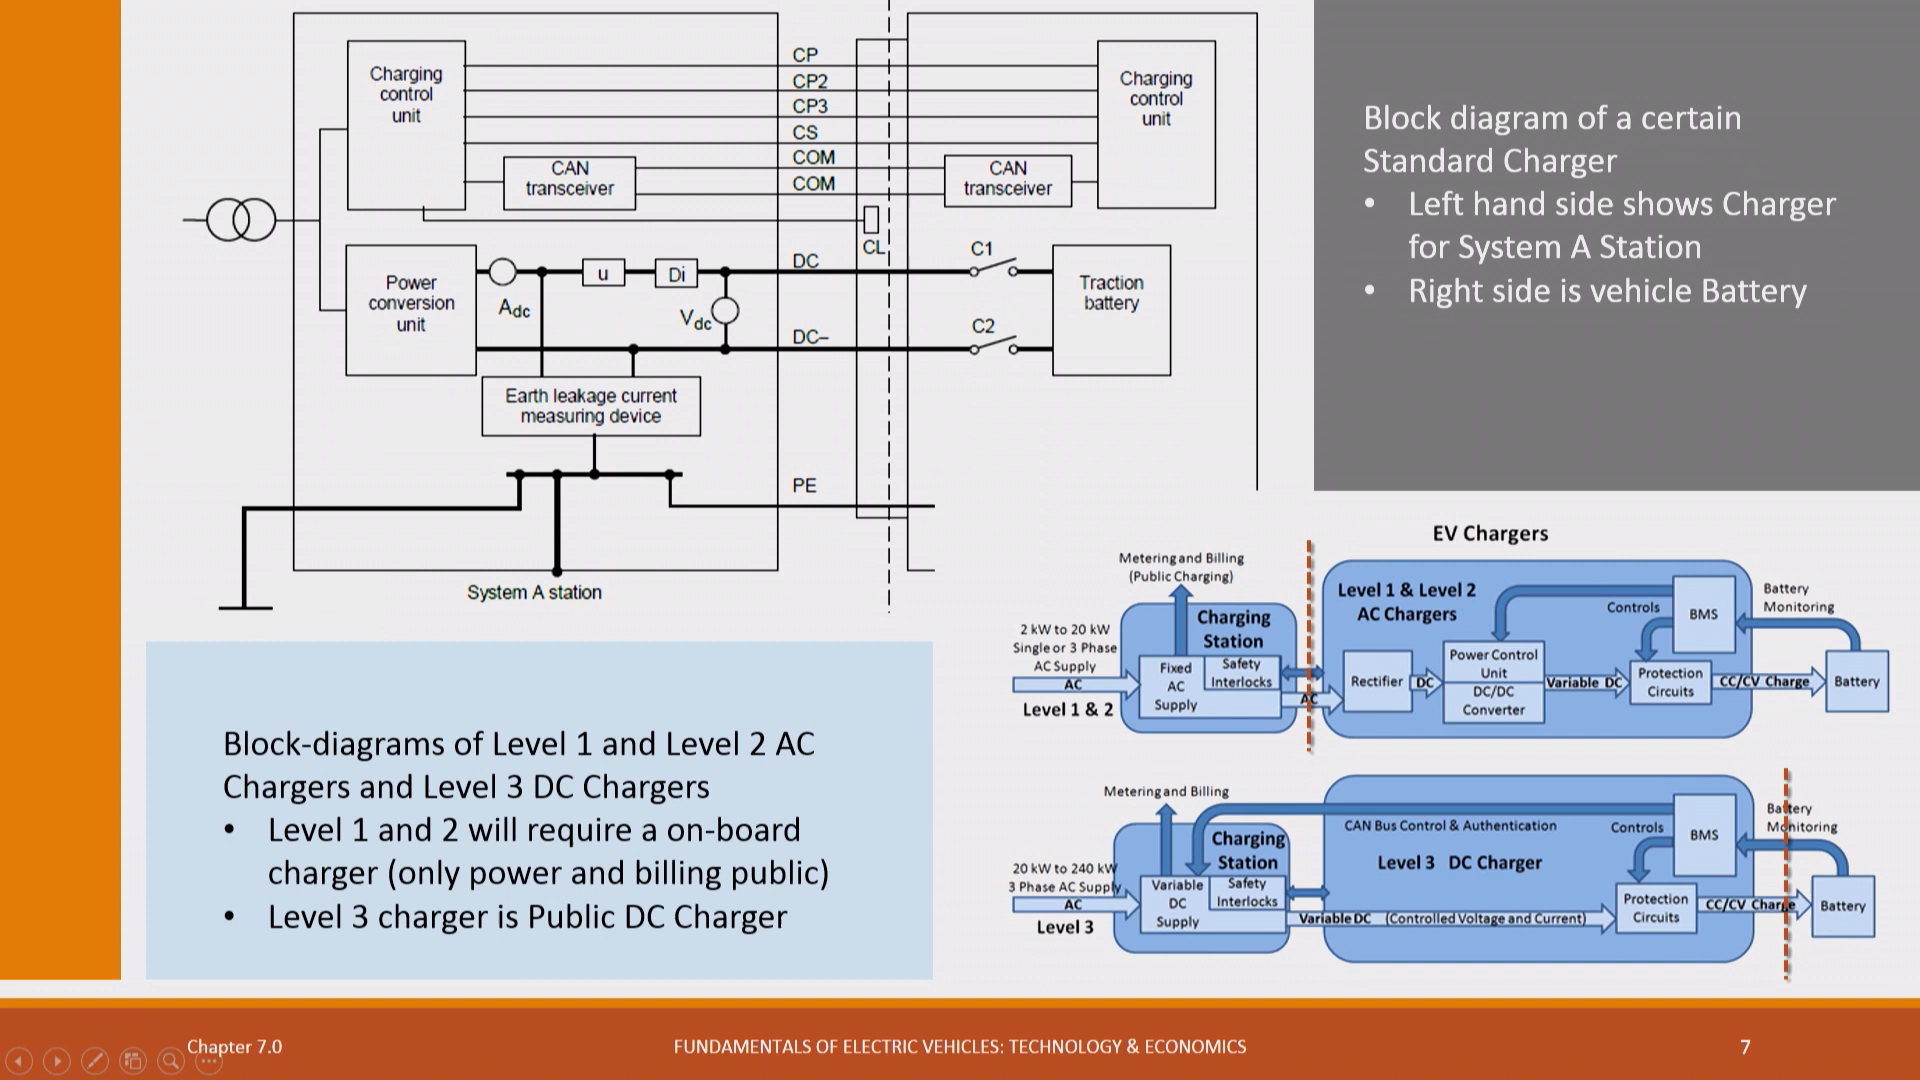 Charging
control
unit
CP
CP2
CP3
CS
COM
COM
CAN
transceiver
CAN
transceiver
Charging
control
unit
CL
Power
conversion
unit
Adc
u
Di
Vdc
DC
DC–
C1
C2
Traction
battery
Earth leakage current
measuring device
PE
System A station
Block diagram of a certain
Standard Charger
• Left hand side shows Charger
for System A Station
• Right side is vehicle Battery
Block-diagrams of Level 1 and Level 2 AC
Chargers and Level 3 DC Chargers
• Level 1 and 2 will require a on-board
charger (only power and billing public)
• Level 3 charger is Public DC Charger
EV Chargers
Metering and Billing
(Public Charging)
2 kW to 20 kW
Single or 3 Phase
AC Supply
AC
Level 1 & 2
Charging
Station
Fixed
AC
Supply
Safety
Interlocks
AC
Level 1 & Level 2
AC Chargers
Rectifier
DC
Power Control
Unit
DC/DC
Converter
Variable DC
Controls
BMS
Protection
Circuits
Battery
Monitoring
CC/CV Charge
Battery
Metering and Billing
20 kW to 240 kW
3 Phase AC Supply
AC
Level 3
Charging
Station
Variable
DC
Supply
Safety
Interlocks
CAN Bus Control & Authentication
Level 3 DC Charger
Variable DC (Controlled Voltage and Current)
Controls
BMS
Protection
Circuits
Battery
Monitoring
CC/CV Charge
Battery
Chapter 7.0
FUNDAMENTALS OF ELECTRIC VEHICLES: TECHNOLOGY & ECONOMICS
7